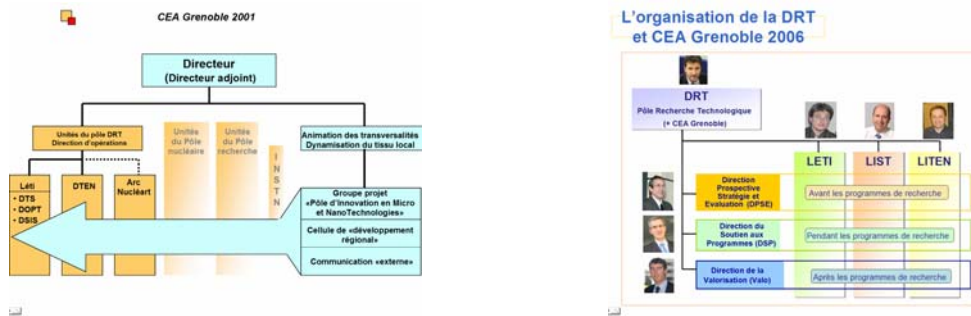 CEA Grenoble 2001
Directeur
(Directeur adjoint)
Unités du pôle DRT
Direction d'opérations
Unités
du Pôle
nucléaire
Unités
du Pôle
recherche
INSTN
Animation des transversalités
Dynamisation du tissu local
Léti
• DTS
• DOPT
• DSIS
DTEN
Arc
Nucléart
Groupe projet
«Pôle d'Innovation en Micro
et NanoTechnologies»
Cellule de «développement
régional»
Communication «externe»
L'organisation de la DRT
et CEA Grenoble 2006
DRT
Pôle Recherche Technologique
(+ CEA Grenoble)
LETI
LIST
LITEN
Direction
Prospective
Stratégie et
Evaluation (DPSE)
Avant les programmes de recherche
Direction du
Soutien aux
Programmes (DSP)
Pendant les programmes de recherche
Direction de la
Valorisation (Valo)
Après les programmes de recherche